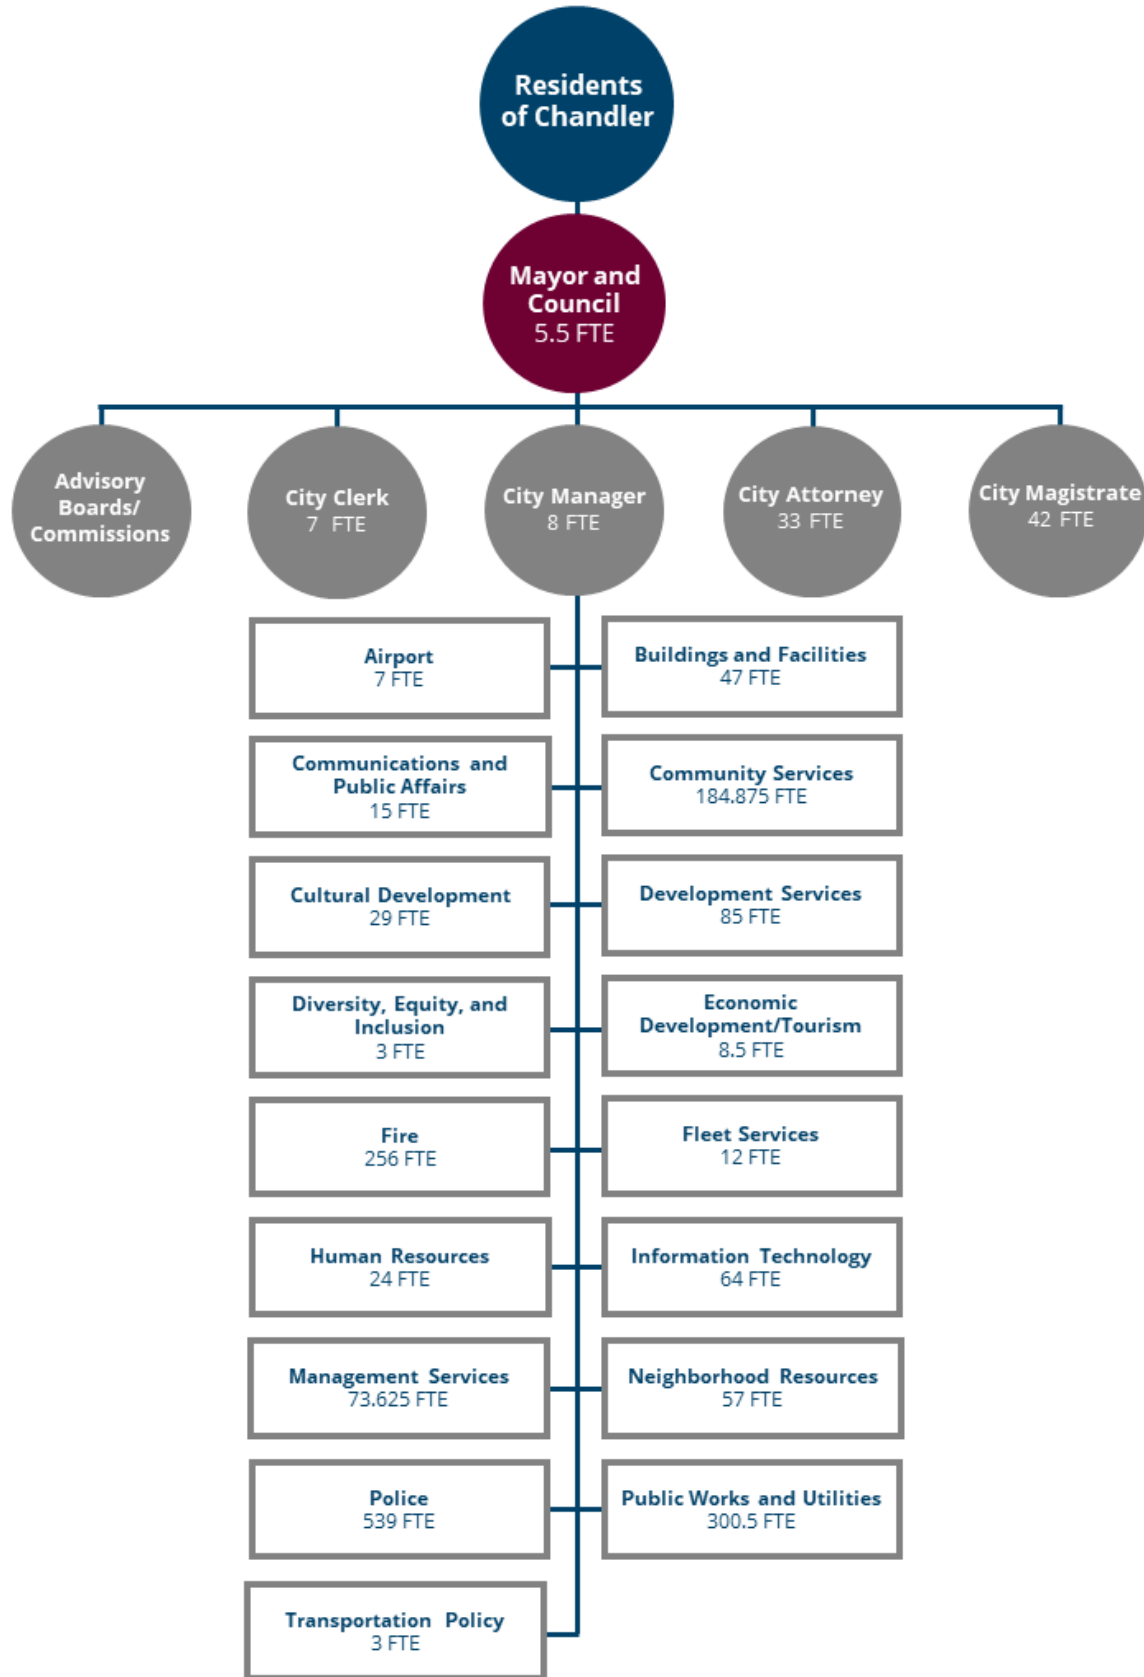 Residents
of Chandler
Mayor and
Council
5.5 FTE
Advisory
Boards/
Commissions
City Clerk
7 FTE
City Manager
8 FTE
City Attorney
33 FTE
City Magistrate
42 FTE
Airport
7 FTE
Buildings and Facilities
47 FTE
Communications and
Public Affairs
15 FTE
Community Services
184.875 FTE
Cultural Development
29 FTE
Development Services
85 FTE
Diversity, Equity, and
Inclusion
3 FTE
Economic
Development/Tourism
8.5 FTE
Fire
256 FTE
Fleet Services
12 FTE
Human Resources
24 FTE
Information Technology
64 FTE
Management Services
73.625 FTE
Neighborhood Resources
57 FTE
Police
539 FTE
Public Works and Utilities
300.5 FTE
Transportation Policy
3 FTE